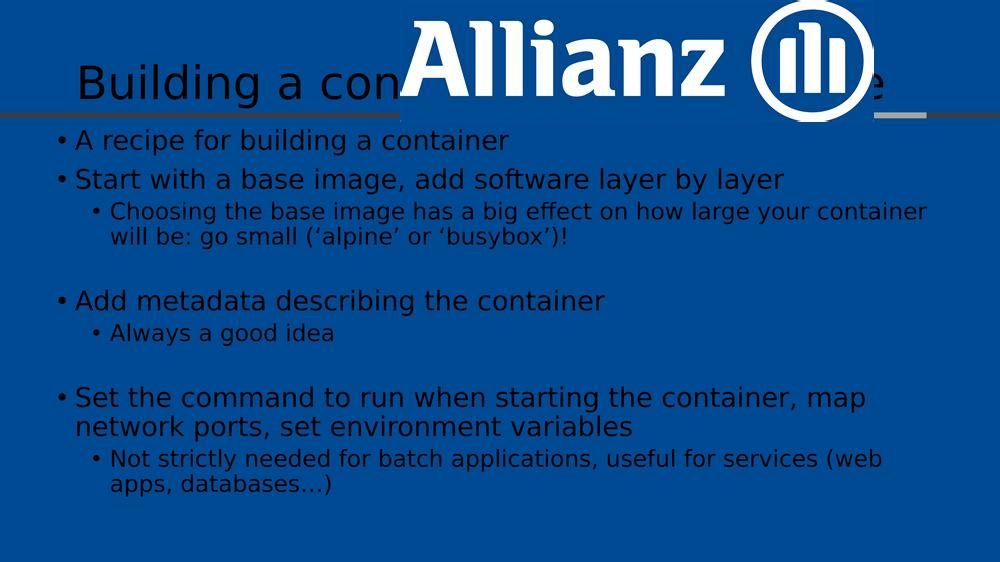 Allianz
Building a con
• A recipe for building a container
• Start with a base image, add software layer by layer
• Choosing the base image has a big effect on how large your container
will be: go small (‘alpine’ or ‘busybox’)!
• Add metadata describing the container
• Always a good idea
• Set the command to run when starting the container, map
network ports, set environment variables
• Not strictly needed for batch applications, useful for services (web
apps, databases…)